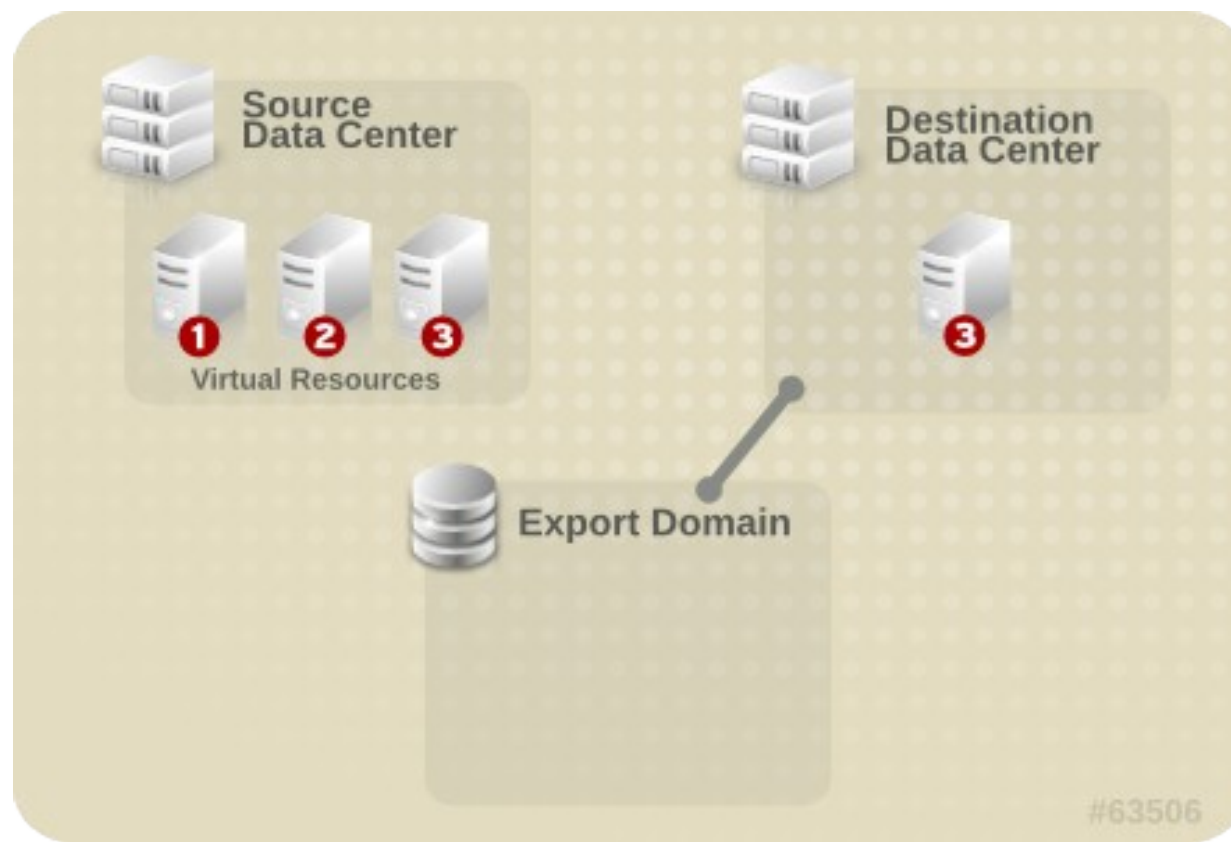 Source
Data Center
Destination
Data Center
1
2
3
Virtual Resources
3
Export Domain
#63506